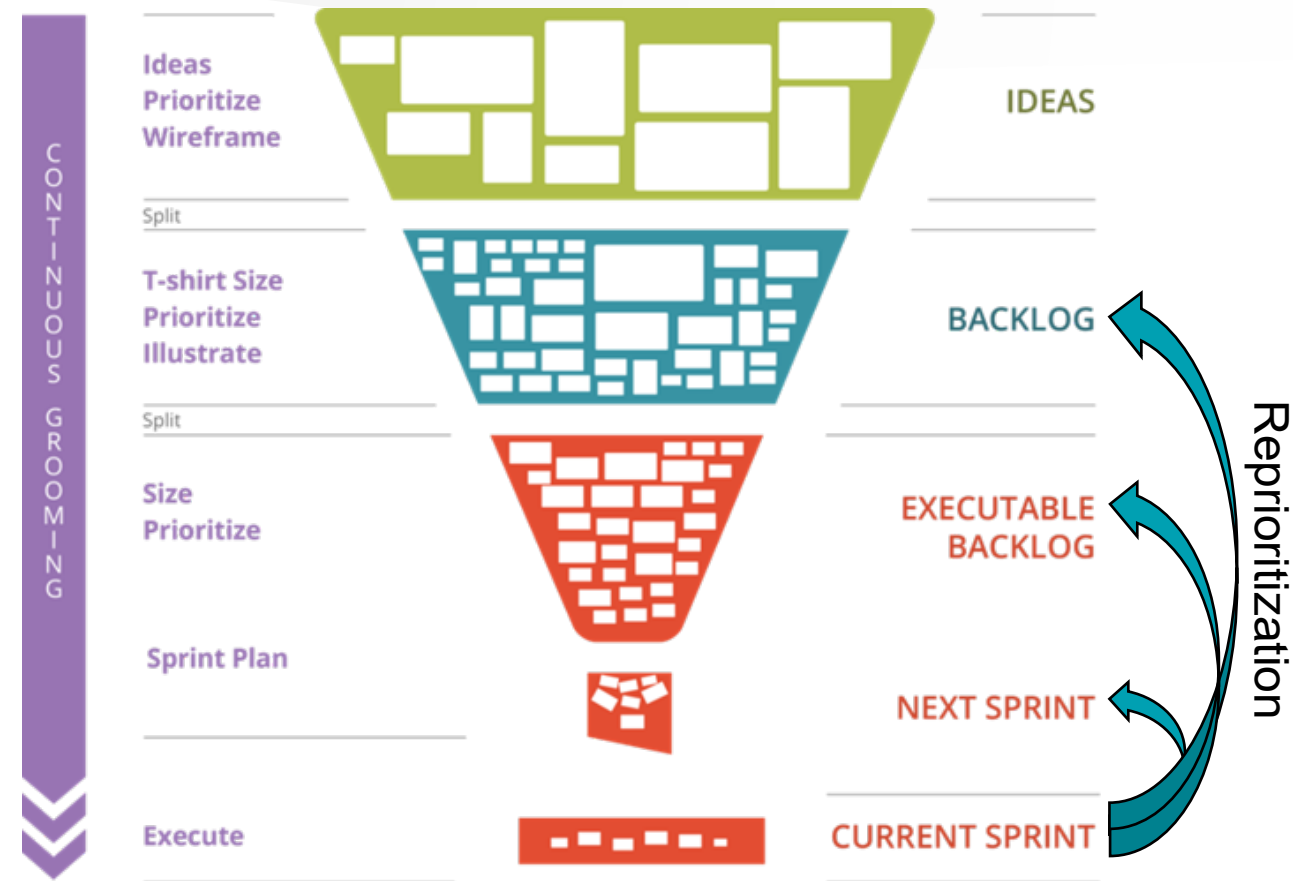 CONTINUOUS GROOMING
Ideas
Prioritize
Wireframe
IDEAS
Split
T-shirt Size
Prioritize
Illustrate
BACKLOG
Split
Size
Prioritize
EXECUTABLE
BACKLOG
Sprint Plan
NEXT SPRINT
Execute
CURRENT SPRINT
Reprioritization